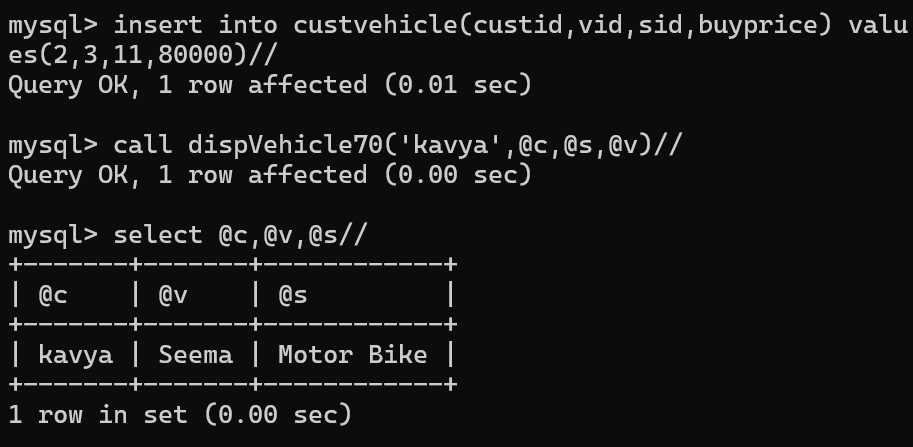 mysql> insert into custvehicle(custid,vid,sid,buyprice) valu
es(2,3,11,80000)//
Query OK, 1 row affected (0.01 sec)
mysql> call dispVehicle70('kavya',@c,@s,@v)//
Query OK, 1 row affected (0.00 sec)
mysql> select @c,@v,@s//
+-------+-------+------------+
| @c    | @v    | @s         |
+-------+-------+------------+
| kavya | Seema | Motor Bike |
+-------+-------+------------+
1 row in set (0.00 sec)